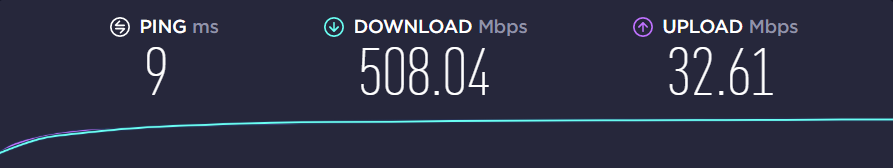 PING ms DOWNLOAD Mbps UPLOAD Mbps
9 508.04 32.61